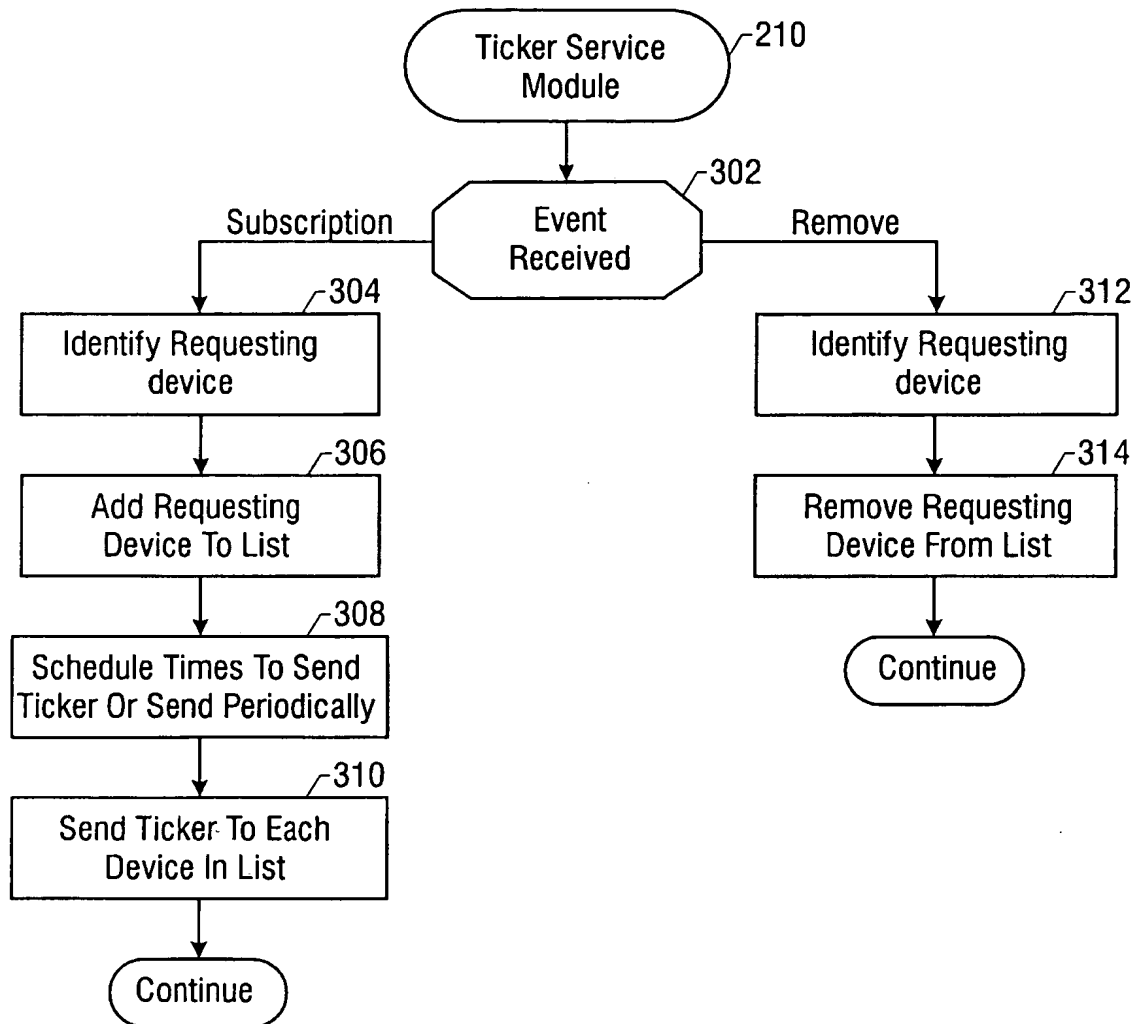 Ticker Service
Module
210
Event
Received
302
Subscription
Remove
304
Identify Requesting
device
306
Add Requesting
Device To List
308
Schedule Times To Send
Ticker Or Send Periodically
310
Send Ticker To Each
Device In List
Continue
312
Identify Requesting
device
314
Remove Requesting
Device From List
Continue